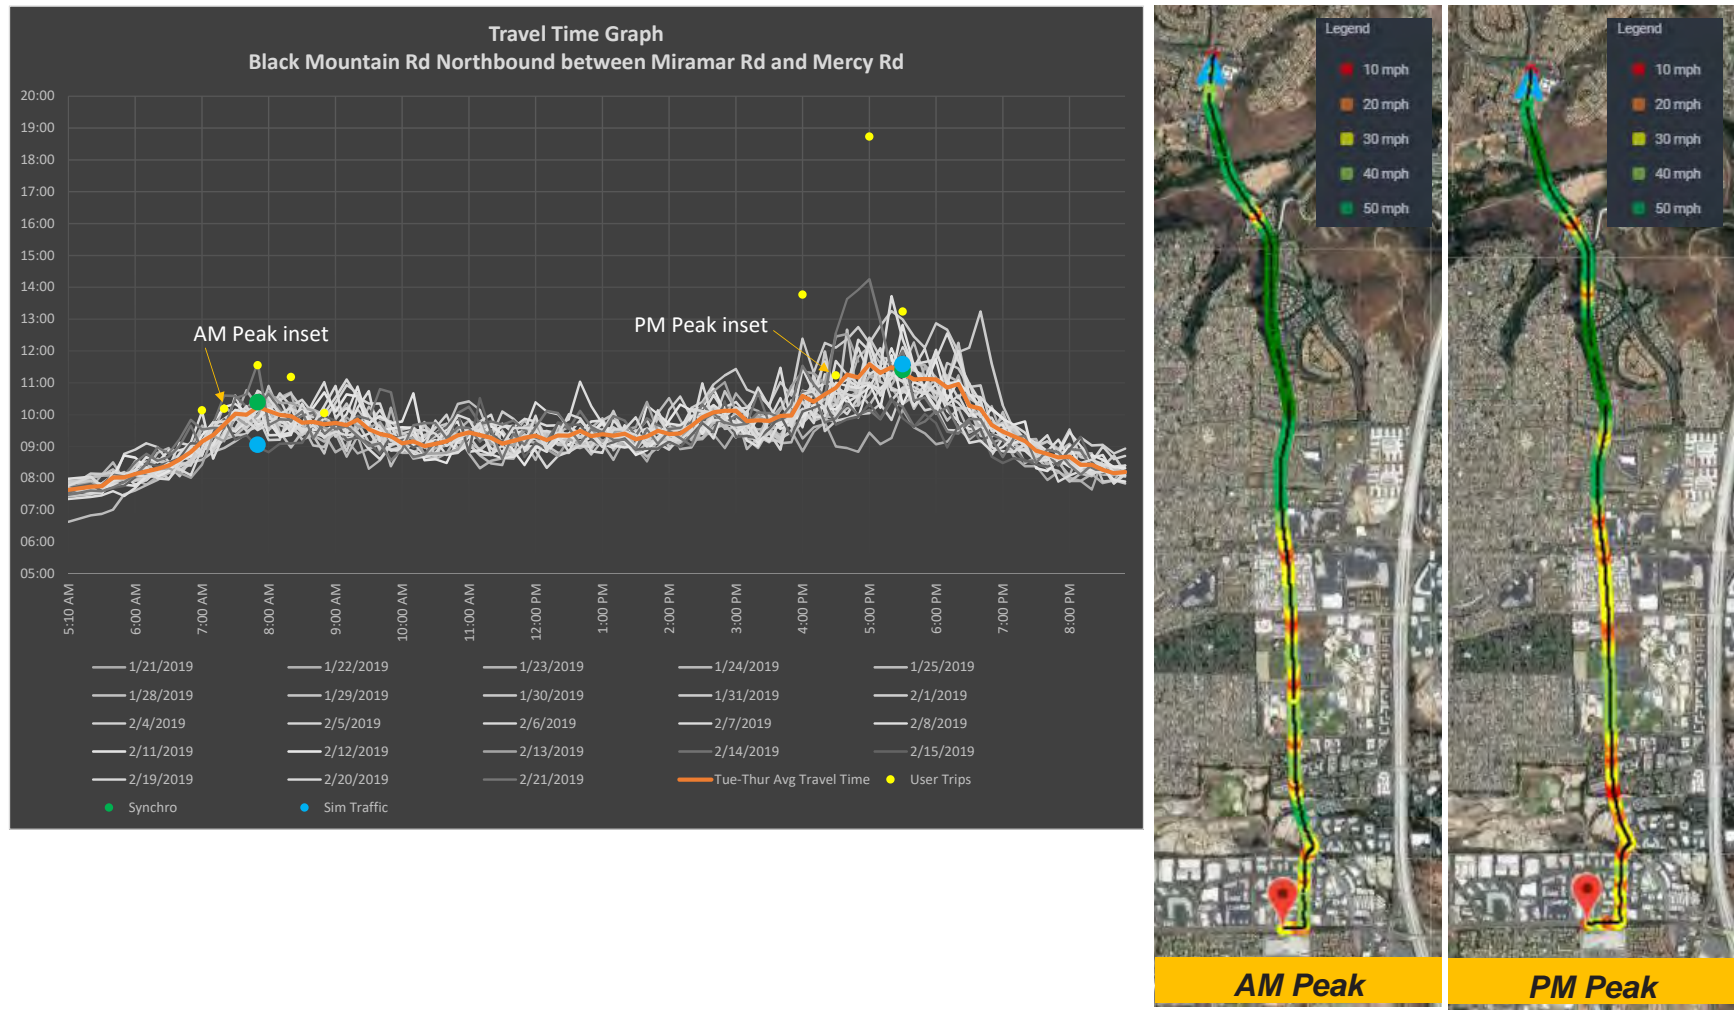 Travel Time Graph
Black Mountain Rd Northbound between Miramar Rd and Mercy Rd
20:00
19:00
18:00
17:00
16:00
15:00
14:00
13:00
12:00
11:00
10:00
09:00
08:00
07:00
06:00
05:00
AM Peak inset
PM Peak inset
5:10 AM
6:00 AM
7:00 AM
8:00 AM
9:00 AM
10:00 AM
11:00 AM
12:00 PM
1:00 PM
2:00 PM
3:00 PM
4:00 PM
5:00 PM
6:00 PM
7:00 PM
8:00 PM
1/21/2019 1/22/2019 1/23/2019 1/24/2019 1/25/2019
1/28/2019 1/29/2019 1/30/2019 1/31/2019 2/1/2019
2/4/2019 2/5/2019 2/6/2019 2/7/2019 2/8/2019
2/11/2019 2/12/2019 2/13/2019 2/14/2019 2/15/2019
2/19/2019 2/20/2019 2/21/2019 Tue-Thur Avg Travel Time User Trips
Synchro Sim Traffic
Legend
10 mph
20 mph
30 mph
40 mph
50 mph
AM Peak
Legend
10 mph
20 mph
30 mph
40 mph
50 mph
PM Peak